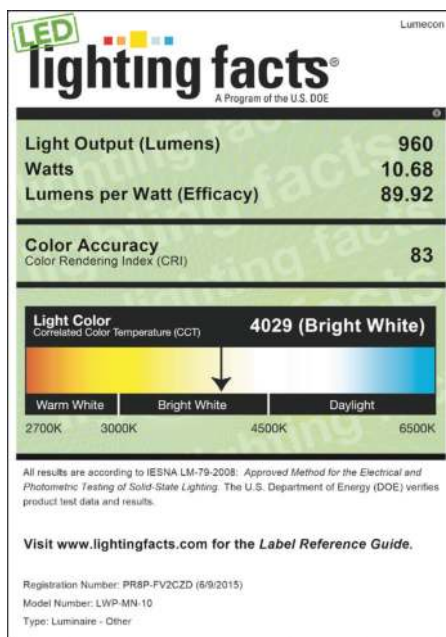 Lumecon
LED
lighting facts®
A Program of the U.S. DOE
Light Output (Lumens) 960
Watts 10.68
Lumens per Watt (Efficacy) 89.92
Color Accuracy
Color Rendering Index (CRI) 83
Light Color
Correlated Color Temperature (CCT) 4029 (Bright White)
Warm White Bright White Daylight
2700K 3000K 4500K 6500K
All results are according to IESNA LM-79-2008: Approved Method for the Electrical and
Photometric Testing of Solid-State Lighting. The U.S. Department of Energy (DOE) verifies
product test data and results.
Visit www.lightingfacts.com for the Label Reference Guide.
Registration Number: PR8P-FV2CZD (6/9/2015)
Model Number: LWP-MN-10
Type: Luminaire - Other